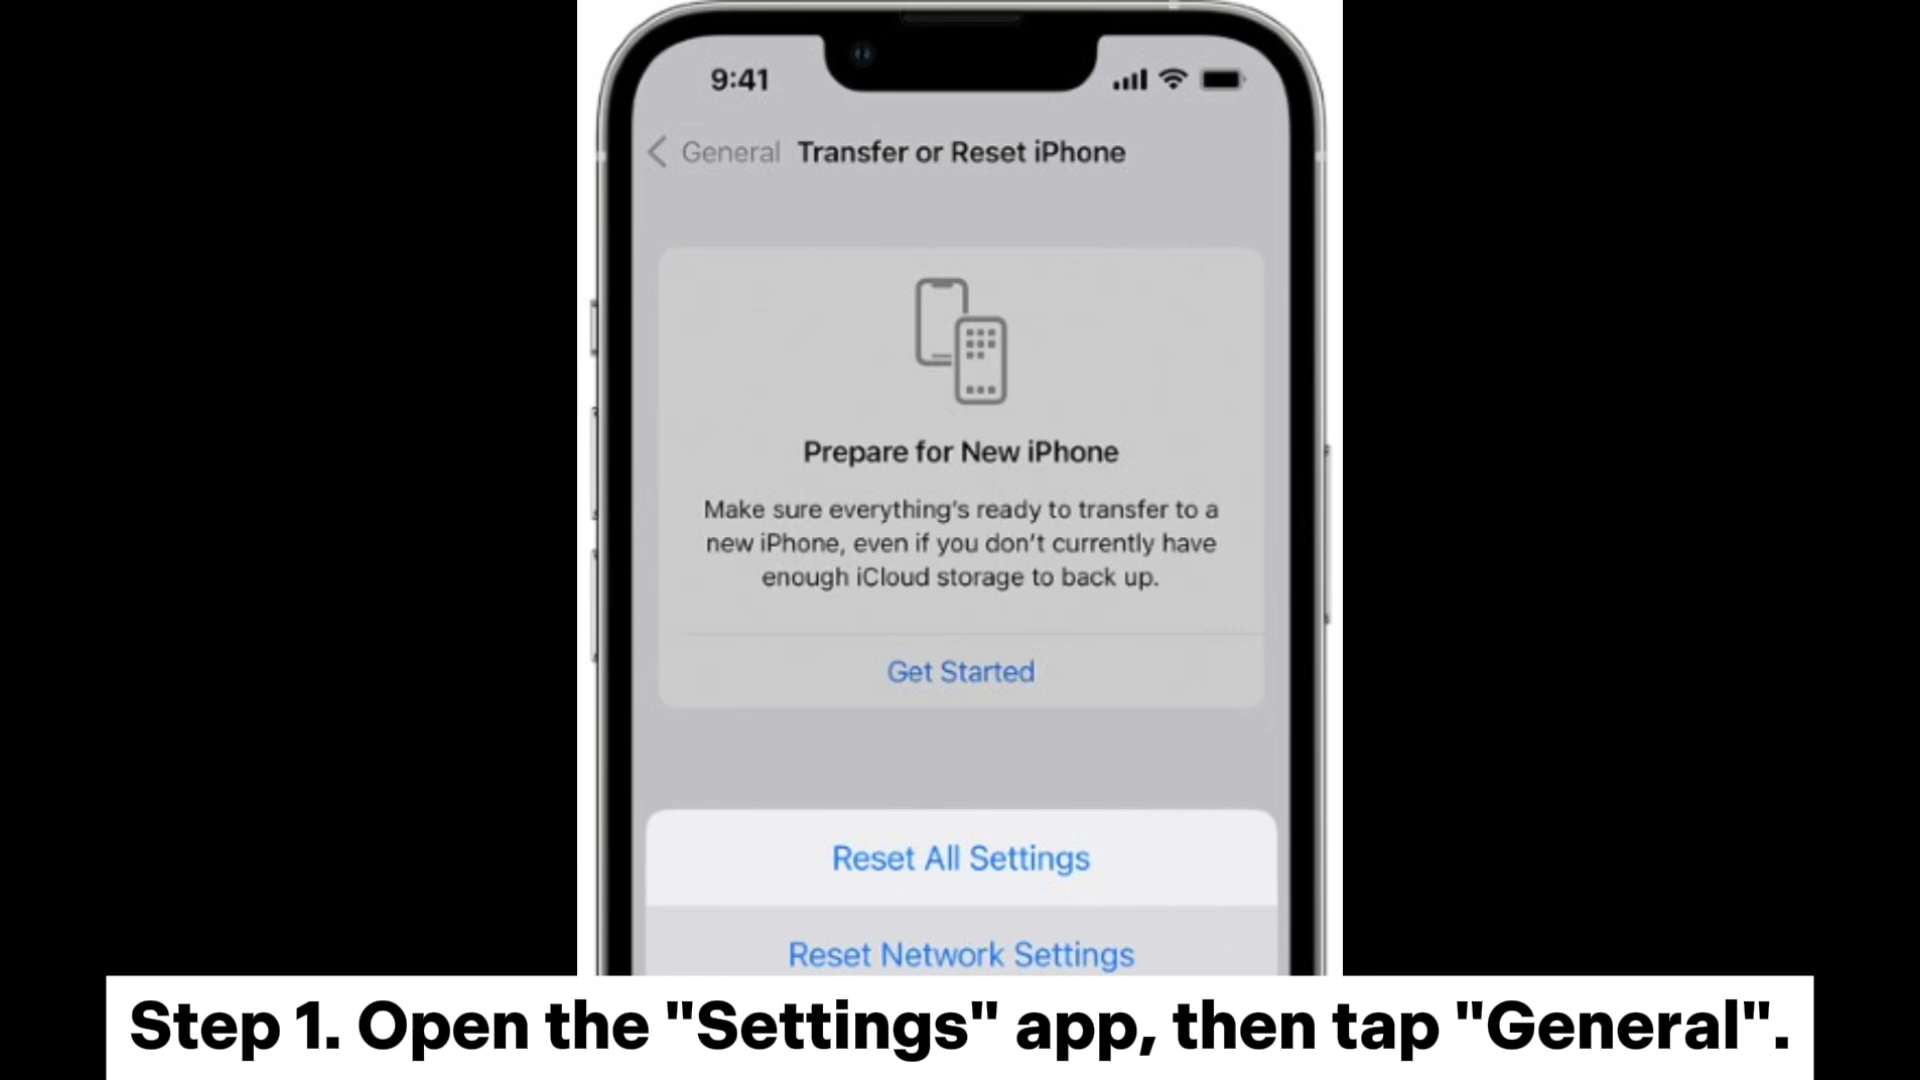 9:41
General Transfer or Reset iPhone
Prepare for New iPhone
Make sure everything's ready to transfer to a
new iPhone, even if you don't currently have
enough iCloud storage to back up.
Get Started
Reset All Settings
Reset Network Settings
Step 1. Open the "Settings" app, then tap "General".